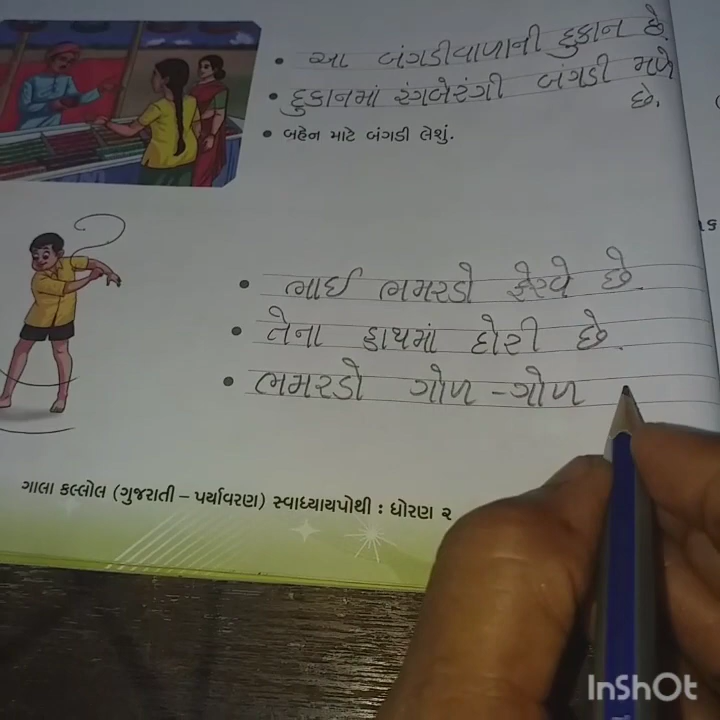 આ બંગડીવાળાની દુકાન છે.
દુકાનમાં રંગબેરંગી બંગડી મળે
છે.
બહેન માટે બંગડી લેશું.
ભાઈ ભમરડો ફેરવે છે.
તેના હાથમાં દોરી છે.
ભમરડો ગોળ-ગોળ
ગાલા કલ્લોલ (ગુજરાતી – પર્યાવરણ) સ્વાધ્યાયપોથી : ધોરણ ૨
InShOt